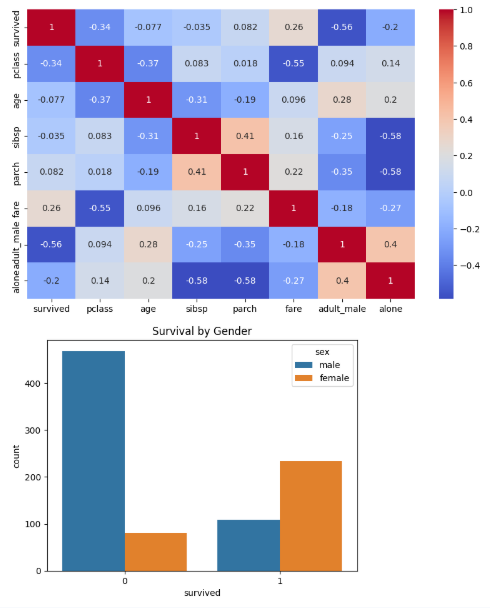 survived 1 -0.34 -0.077 -0.035 0.082 0.26 -0.56 -0.2
pclass -0.34 1 -0.37 0.083 0.018 -0.55 0.094 0.14
age -0.077 -0.37 1 -0.31 -0.19 0.096 0.28 0.2
sibsp -0.035 0.083 -0.31 1 0.41 0.16 -0.25 -0.58
parch 0.082 0.018 -0.19 0.41 1 0.22 -0.35 -0.58
fare 0.26 -0.55 0.096 0.16 0.22 1 -0.18 -0.27
adult_male -0.56 0.094 0.28 -0.25 -0.35 -0.18 1 0.4
alone -0.2 0.14 0.2 -0.58 -0.58 -0.27 0.4 1
survived pclass age sibsp parch fare adult_male alone
1.0
0.8
0.6
0.4
0.2
0.0
−0.2
−0.4
Survival by Gender
sex
male
female
400
300
200
100
0
count
0 1
survived